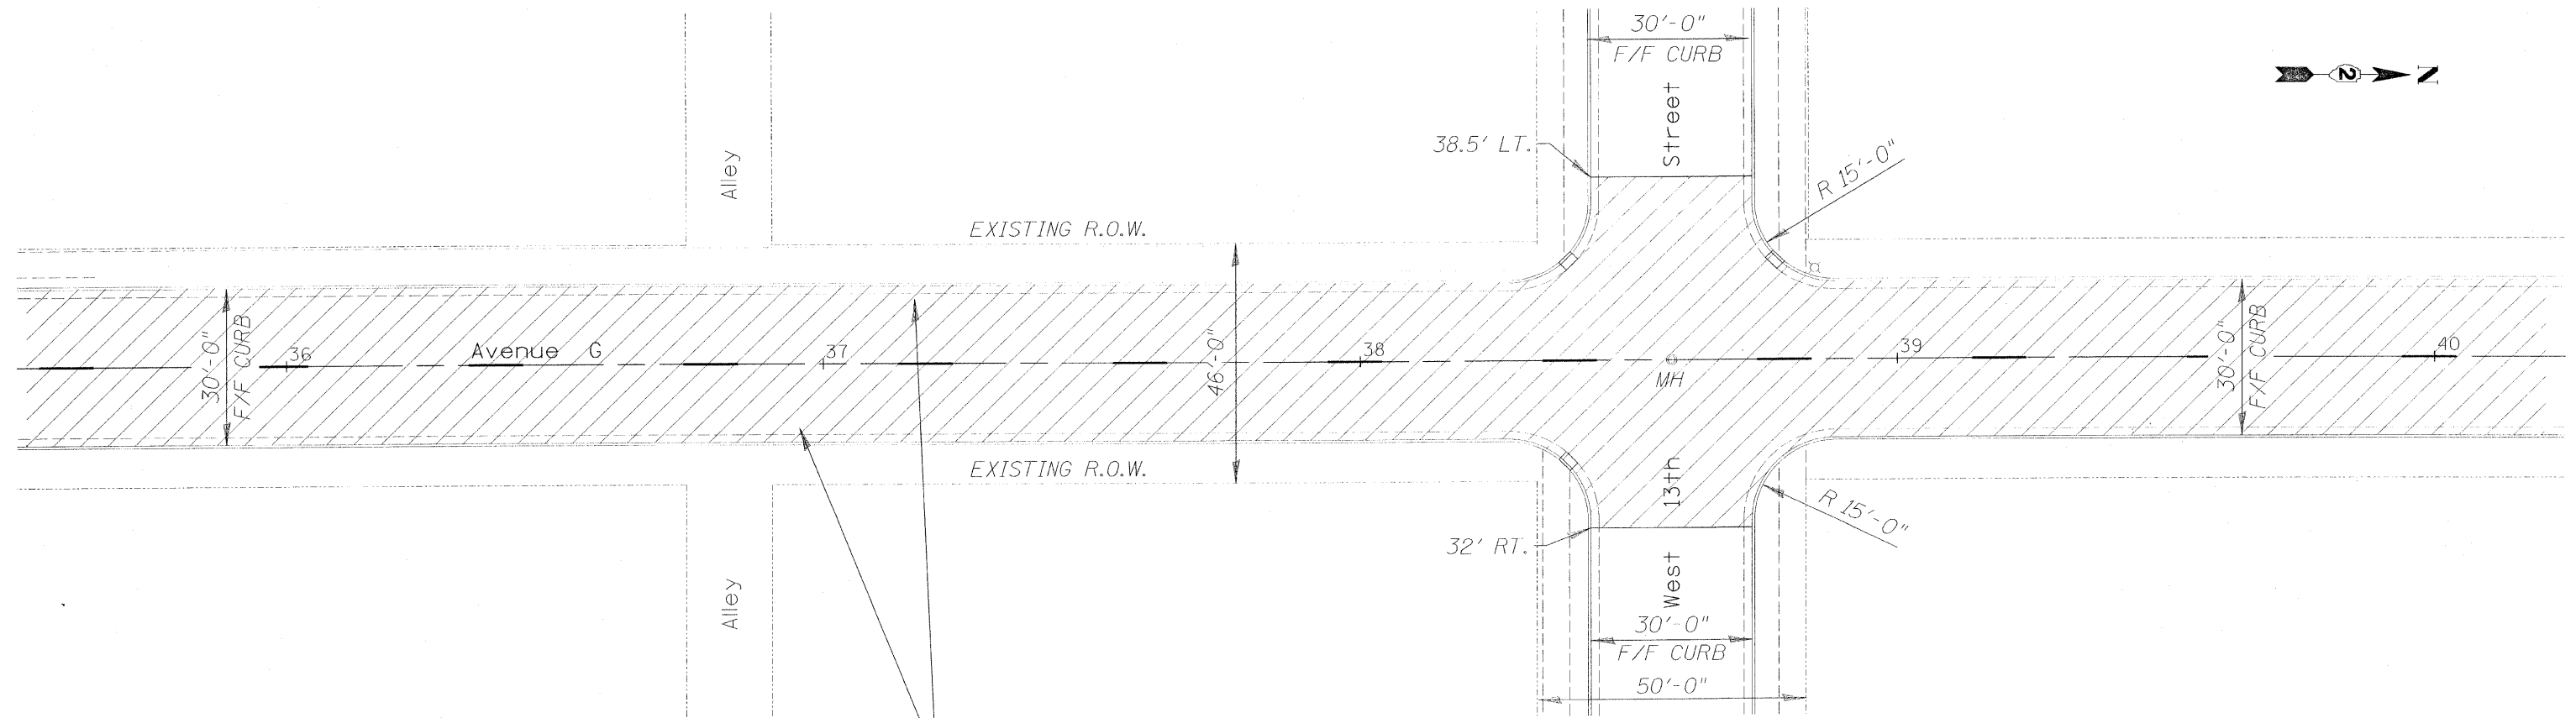 30'-0"
F/F CURB
N
2
Street
38.5' LT.
R 15'-0"
Alley
EXISTING R.O.W.
30'-0"
F/F CURB
36
Avenue G
37
46'-0"
38
MH
39
30'-0"
F/F CURB
40
EXISTING R.O.W.
13th
R 15'-0"
32' RT.
West
Alley
30'-0"
F/F CURB
50'-0"